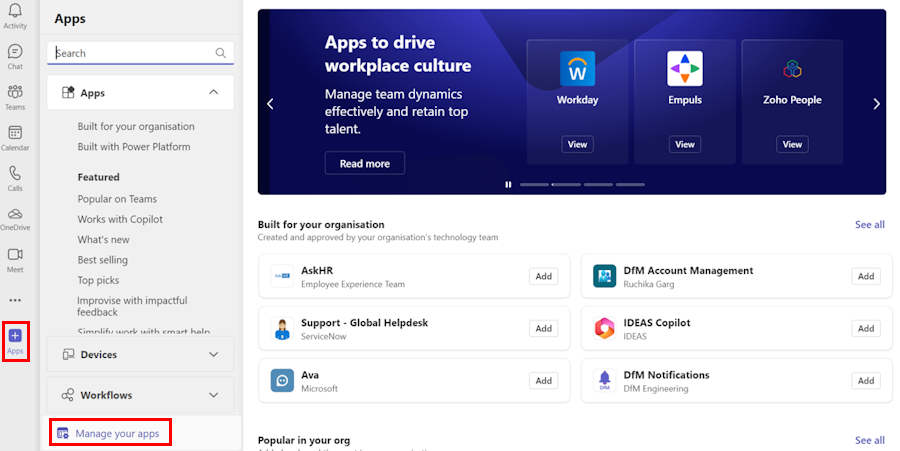 Activity
Chat
Teams
Calendar
Calls
OneDrive
Meet
Apps
Apps
Search
Apps
Built for your organisation
Built with Power Platform
Featured
Popular on Teams
Works with Copilot
What's new
Best selling
Top picks
Improvise with impactful
feedback
Simplify work with smart help
Devices
Workflows
Manage your apps
Apps to drive
workplace culture
Manage team dynamics
effectively and retain top
talent.
Read more
Workday
View
Empuls
View
Zoho People
View
Built for your organisation
See all
Created and approved by your organisation's technology team
AskHR
Employee Experience Team
Add
DfM Account Management
Ruchika Garg
Add
Support - Global Helpdesk
ServiceNow
Add
IDEAS Copilot
IDEAS
Add
Ava
Microsoft
Add
DfM
DfM Notifications
DfM Engineering
Add
Popular in your org
See all